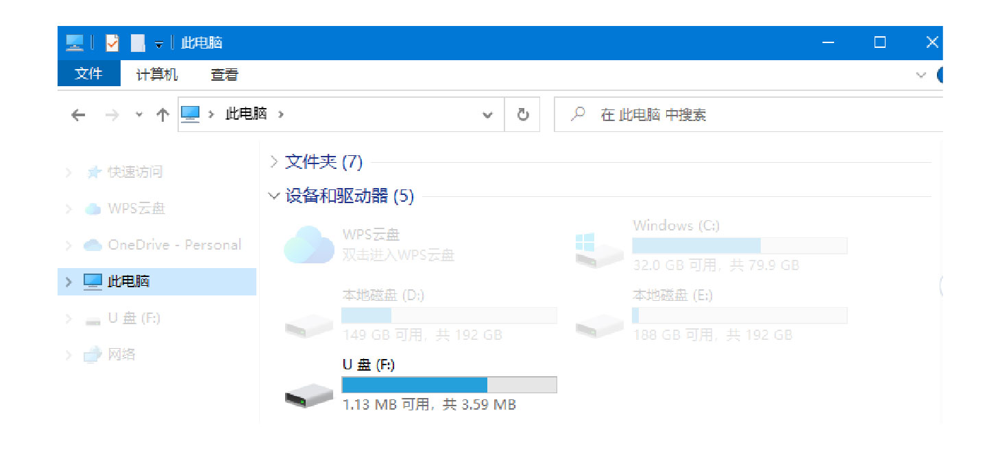 此电脑
文件 计算机 查看
此电脑 在 此电脑 中搜索
快速访问
WPS云盘
OneDrive - Personal
此电脑
U 盘 (F:)
网络
文件夹 (7)
设备和驱动器 (5)
WPS云盘
双击进入WPS云盘
Windows (C:)
32.0 GB 可用，共 79.9 GB
本地磁盘 (D:)
149 GB 可用，共 192 GB
本地磁盘 (E:)
188 GB 可用，共 192 GB
U 盘 (F:)
1.13 MB 可用，共 3.59 MB